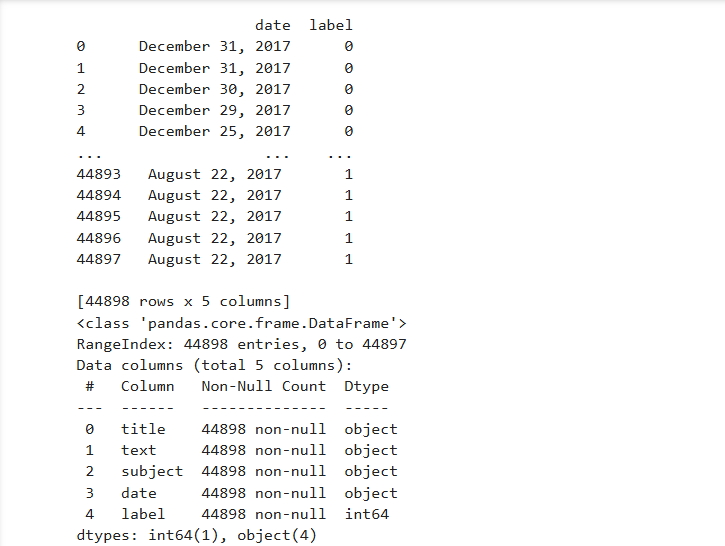 date label
0 December 31, 2017 0
1 December 31, 2017 0
2 December 30, 2017 0
3 December 29, 2017 0
4 December 25, 2017 0
... ... ...
44893 August 22, 2017 1
44894 August 22, 2017 1
44895 August 22, 2017 1
44896 August 22, 2017 1
44897 August 22, 2017 1
[44898 rows x 5 columns]
<class 'pandas.core.frame.DataFrame'>
RangeIndex: 44898 entries, 0 to 44897
Data columns (total 5 columns):
# Column Non-Null Count Dtype
--- ------ -------------- -----
0 title 44898 non-null object
1 text 44898 non-null object
2 subject 44898 non-null object
3 date 44898 non-null object
4 label 44898 non-null int64
dtypes: int64(1), object(4)